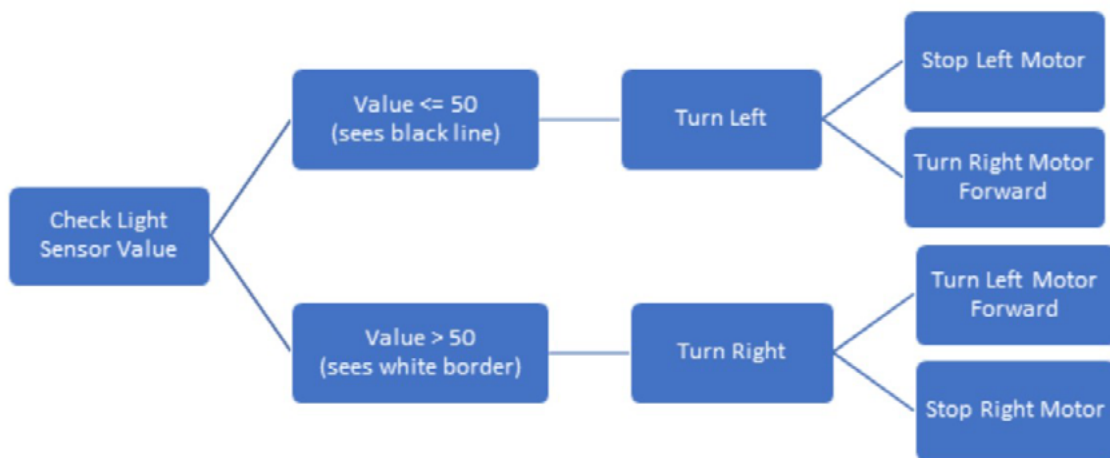 Check Light
Sensor Value
Value <= 50
(sees black line)
Turn Left
Stop Left Motor
Turn Right Motor
Forward
Value > 50
(sees white border)
Turn Right
Turn Left Motor
Forward
Stop Right Motor